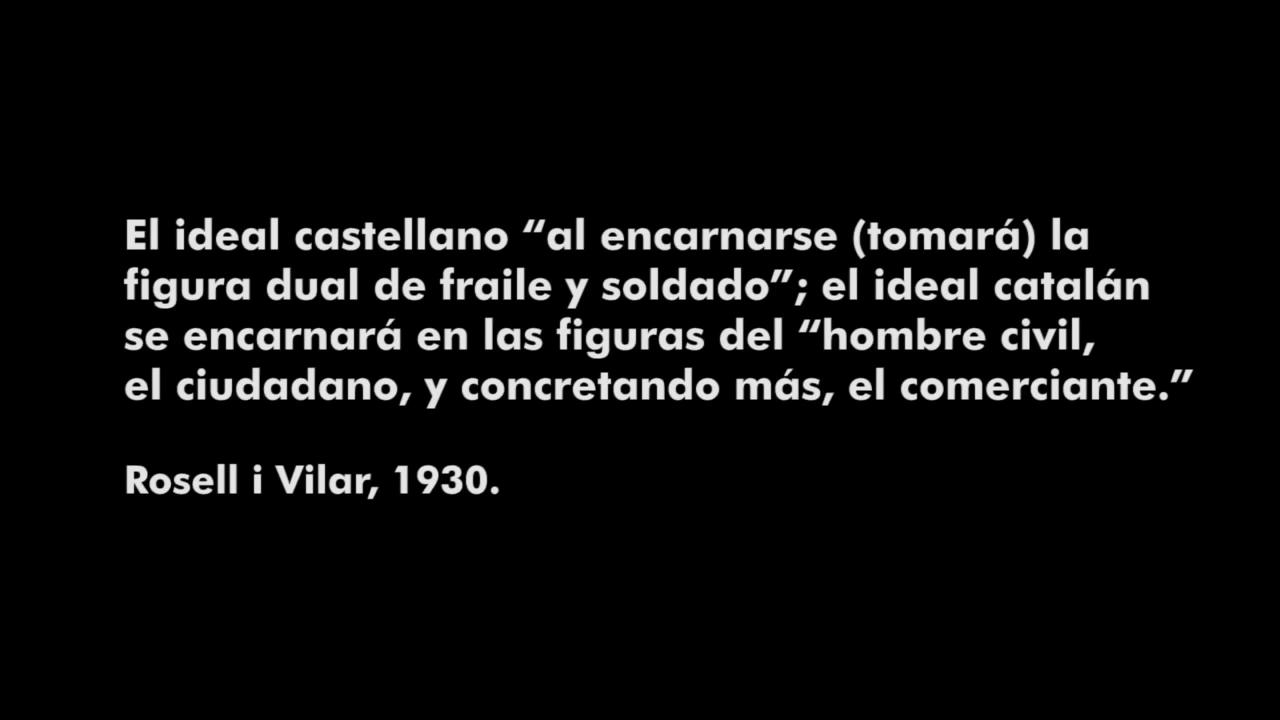 El ideal castellano “al encarnarse (tomará) la
figura dual de fraile y soldado”; el ideal catalán
se encarnará en las figuras del “hombre civil,
el ciudadano, y concretando más, el comerciante.”
Rosell i Vilar, 1930.